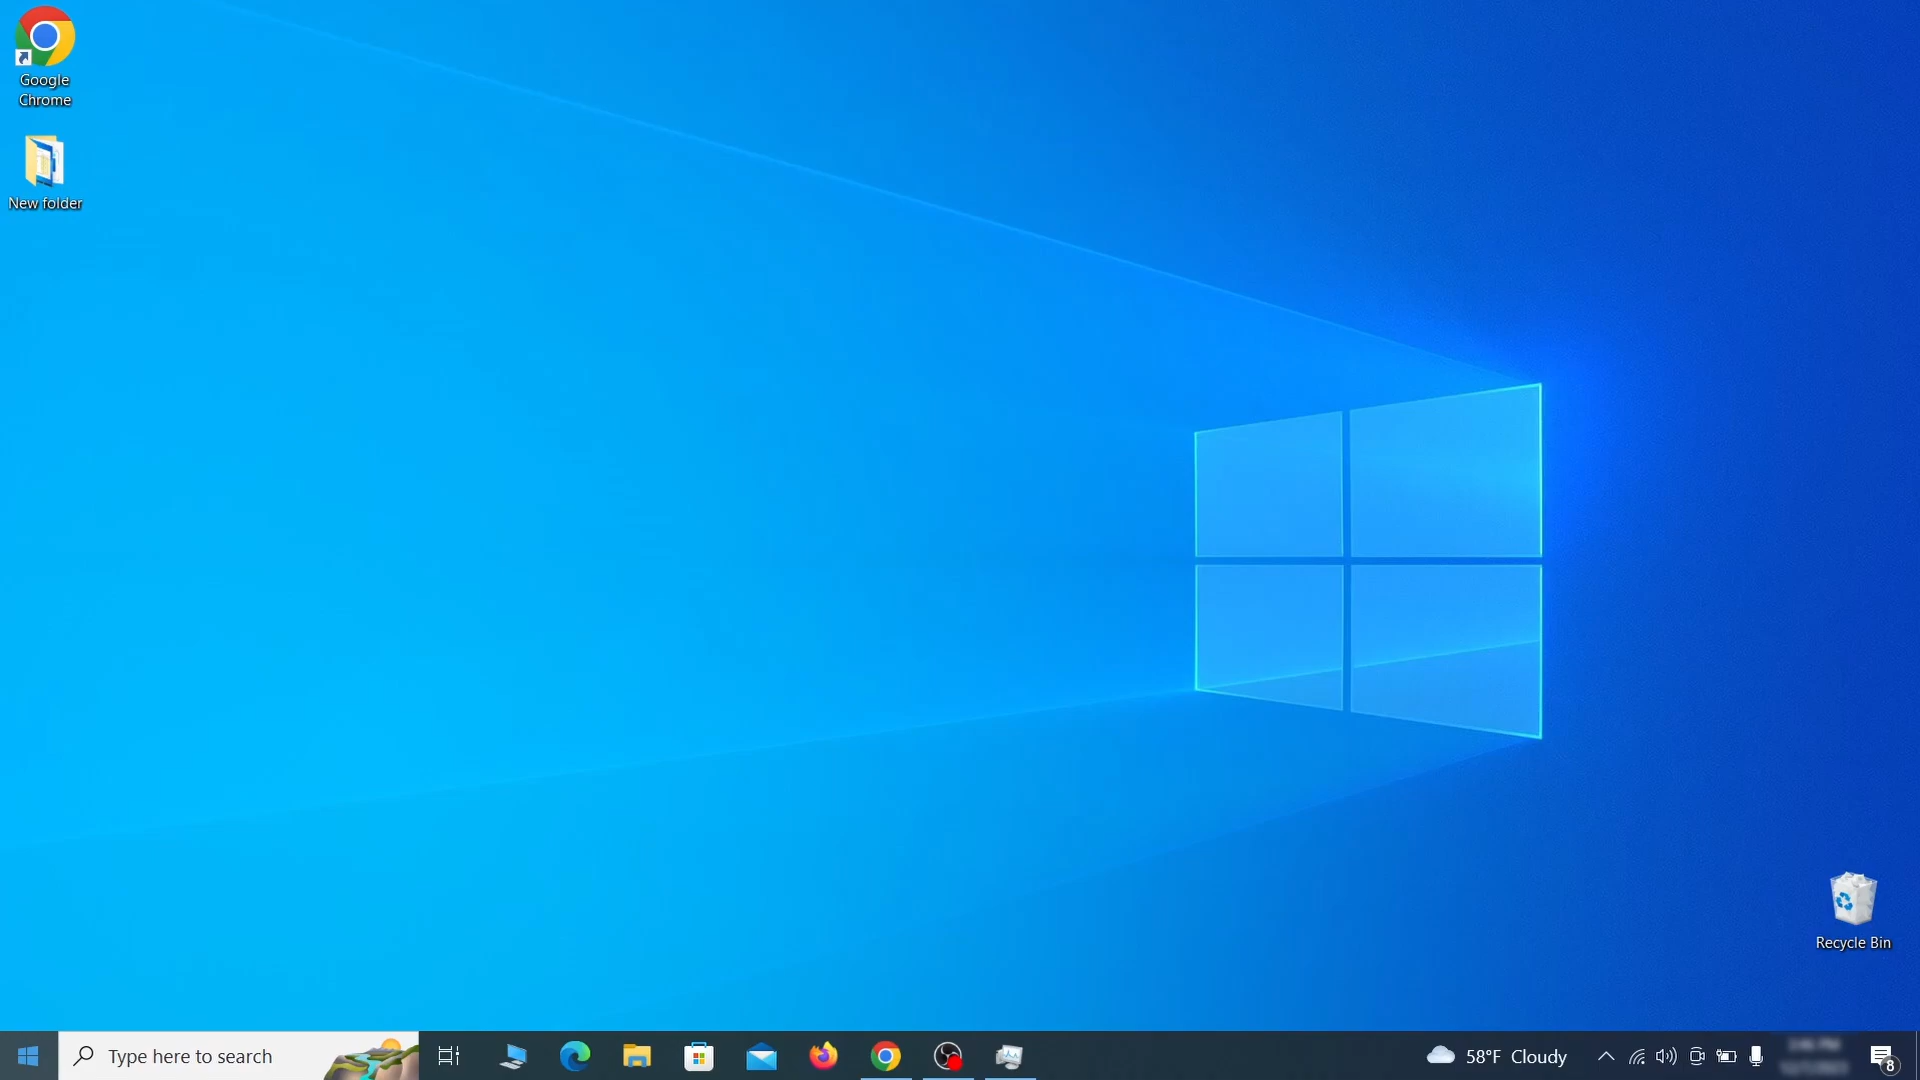 Google
Chrome
New folder
Recycle Bin
Type here to search
58°F Cloudy
8